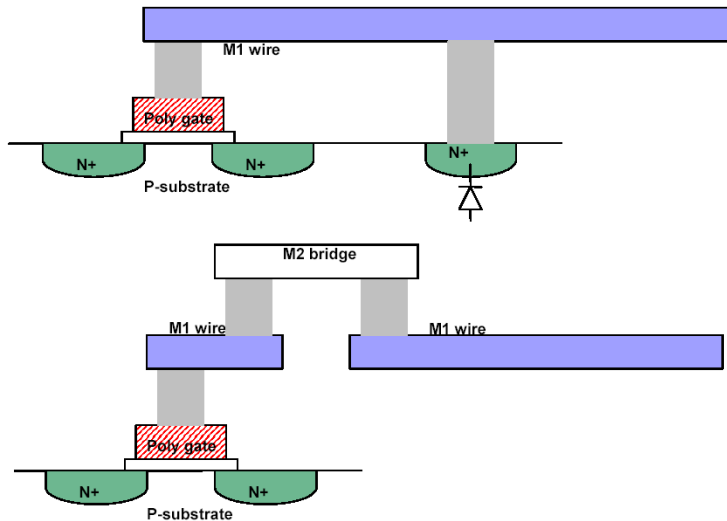 M1 wire
Poly gate
N+
N+
N+
P-substrate
M2 bridge
M1 wire
M1 wire
Poly gate
N+
N+
P-substrate